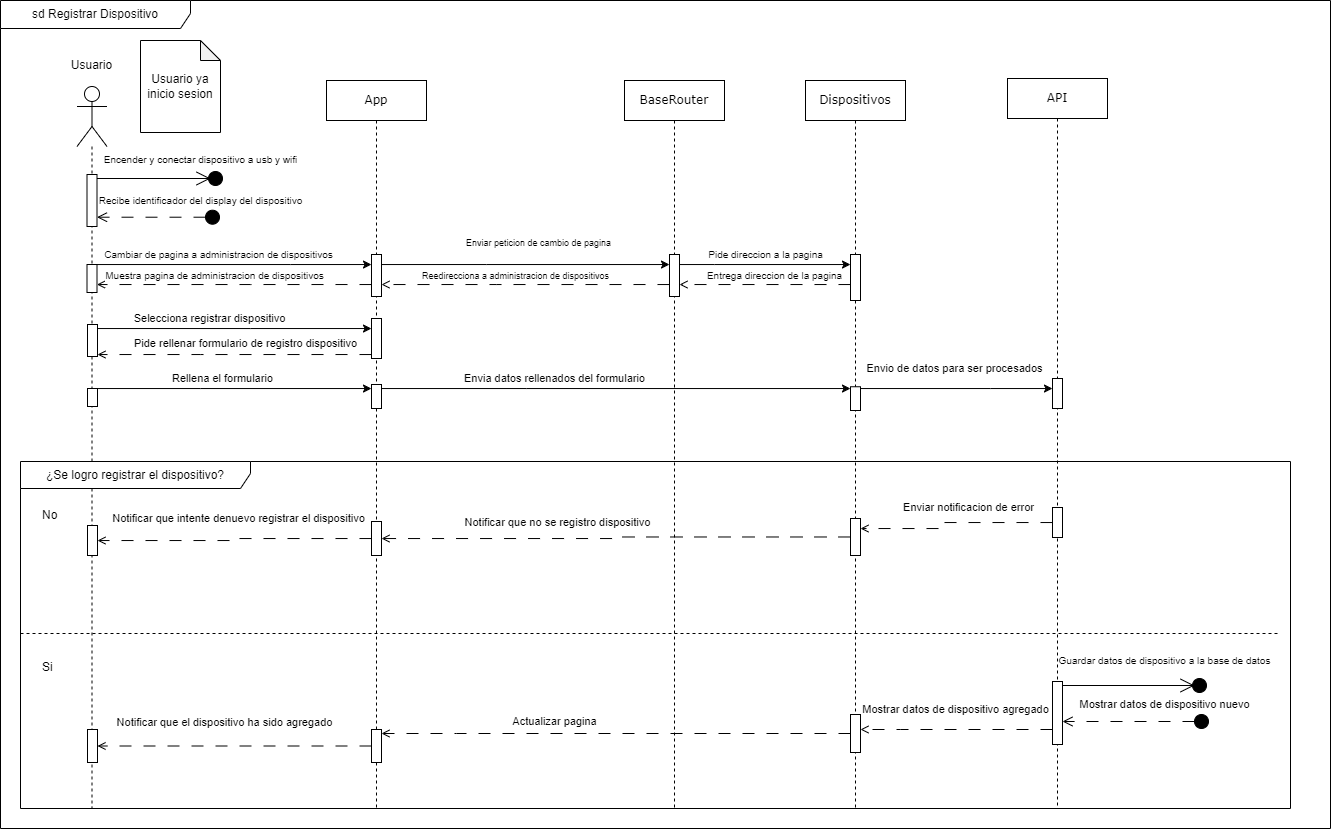 sd Registrar Dispositivo
Usuario
Usuario ya
inicio sesion
App
BaseRouter
Dispositivos
API
Encender y conectar dispositivo a usb y wifi
Recibe identificador del display del dispositivo
Cambiar de pagina a administracion de dispositivos
Enviar peticion de cambio de pagina
Pide direccion a la pagina
Muestra pagina de administracion de dispositivos
Reedirecciona a administracion de dispositivos
Entrega direccion de la pagina
Selecciona registrar dispositivo
Pide rellenar formulario de registro dispositivo
Rellena el formulario
Envia datos rellenados del formulario
Envio de datos para ser procesados
¿Se logro registrar el dispositivo?
No
Notificar que intente denuevo registrar el dispositivo
Notificar que no se registro dispositivo
Enviar notificacion de error
Si
Guardar datos de dispositivo a la base de datos
Mostrar datos de dispositivo nuevo
Mostrar datos de dispositivo agregado
Actualizar pagina
Notificar que el dispositivo ha sido agregado